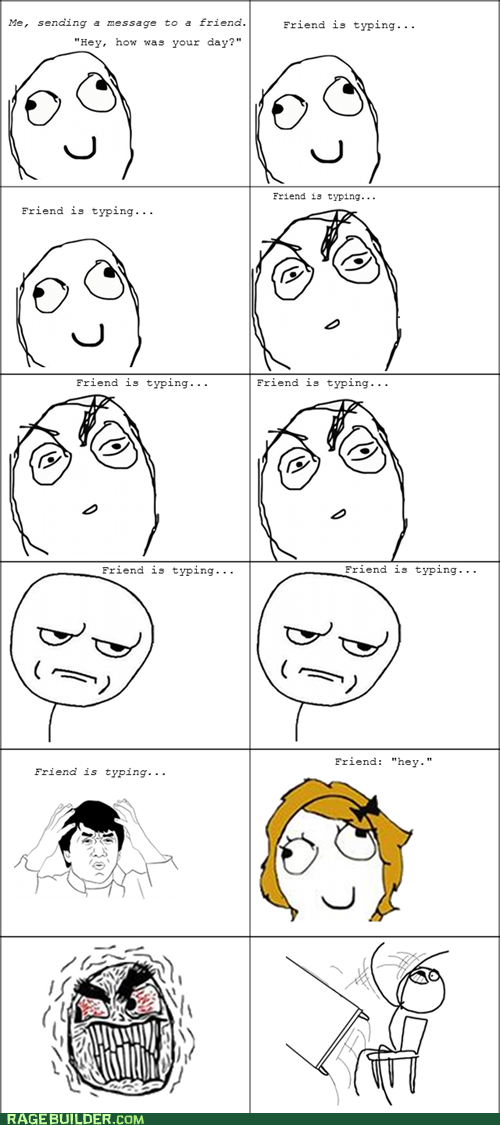 Me, sending a message to a friend.
"Hey, how was your day?"
Friend is typing...
Friend is typing...
Friend is typing...
Friend is typing...
Friend is typing...
Friend is typing...
Friend is typing...
Friend is typing...
Friend: "hey."
RAGEBUILDER.COM